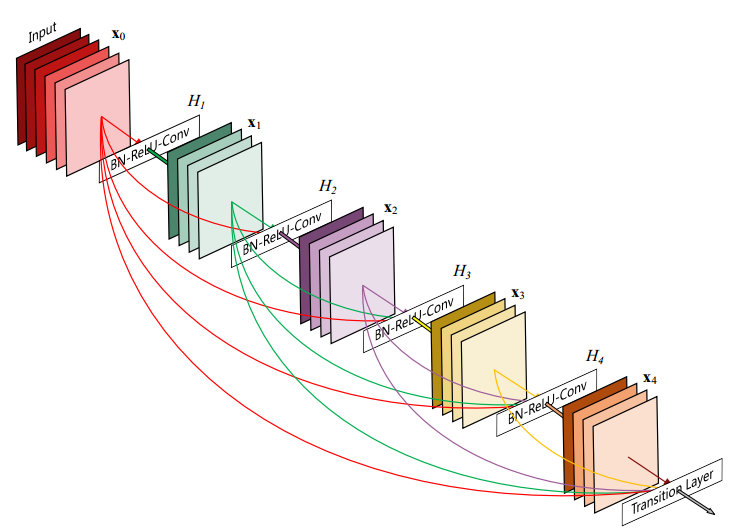 Input
x0
H1
BN-ReLU-Conv
x1
H2
BN-ReLU-Conv
x2
H3
BN-ReLU-Conv
x3
H4
BN-ReLU-Conv
x4
Transition Layer